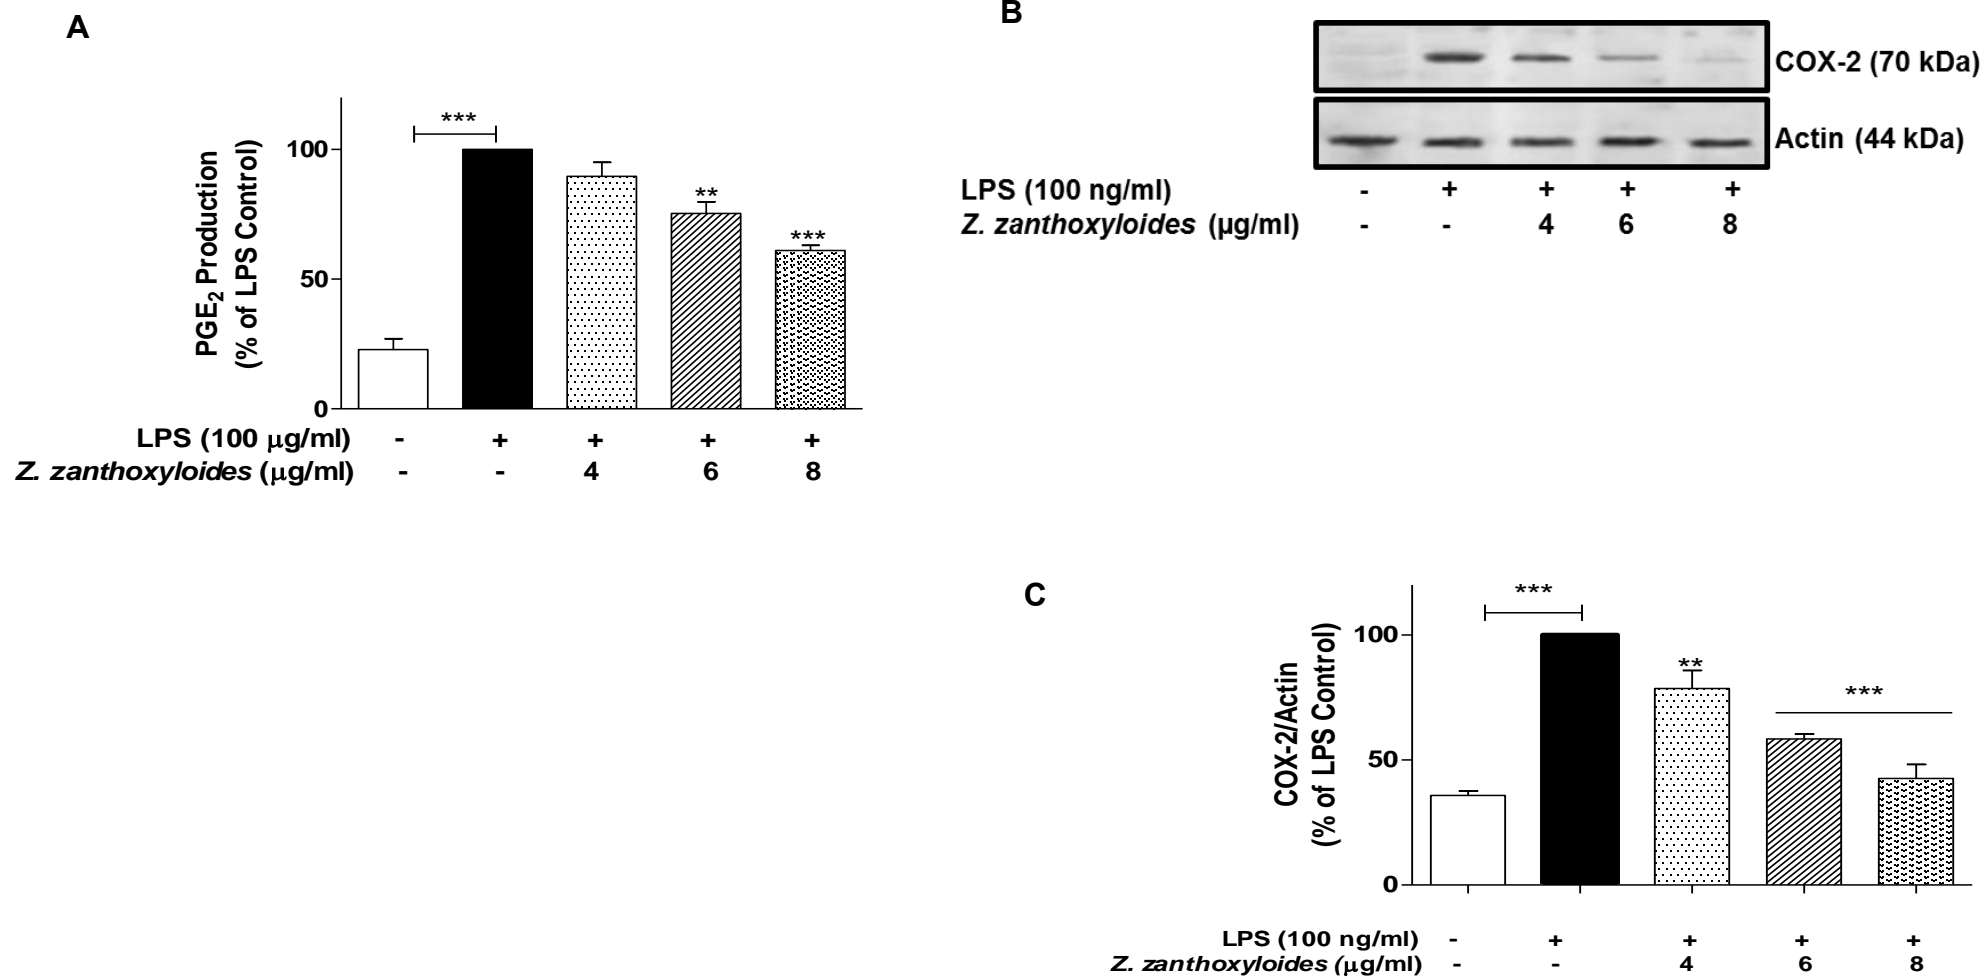 A
***
100
**
***
50
0
PGE2 Production
(% of LPS Control)
LPS (100 μg/ml) - + + + +
Z. zanthoxyloides (μg/ml) - - 4 6 8
B
COX-2 (70 kDa)
Actin (44 kDa)
LPS (100 ng/ml) - + + + +
Z. zanthoxyloides (μg/ml) - - 4 6 8
C
***
100
**
***
50
0
COX-2/Actin
(% of LPS Control)
LPS (100 ng/ml) - + + + +
Z. zanthoxyloides (μg/ml) - - 4 6 8